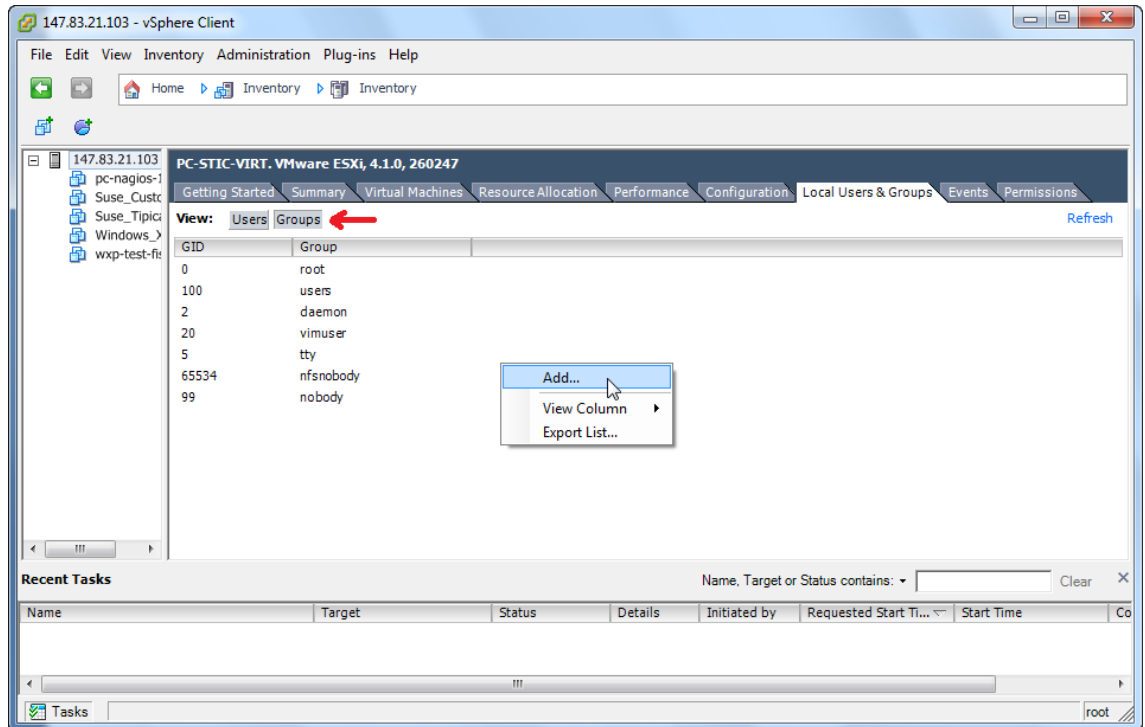 147.83.21.103 - vSphere Client
File Edit View Inventory Administration Plug-ins Help
Home Inventory Inventory
147.83.21.103
pc-nagios-1
Suse_Custo
Suse_Tipica
Windows_X
wxp-test-fis
PC-STIC-VIRT. VMware ESXi, 4.1.0, 260247
Getting Started Summary Virtual Machines Resource Allocation Performance Configuration Local Users & Groups Events Permissions
View: Users Groups Refresh
GID Group
0 root
100 users
2 daemon
20 vimuser
5 tty
65534 nfsnobody
99 nobody
Add...
View Column
Export List...
Recent Tasks Name, Target or Status contains: Clear
Name Target Status Details Initiated by Requested Start Ti... Start Time Co
Tasks root